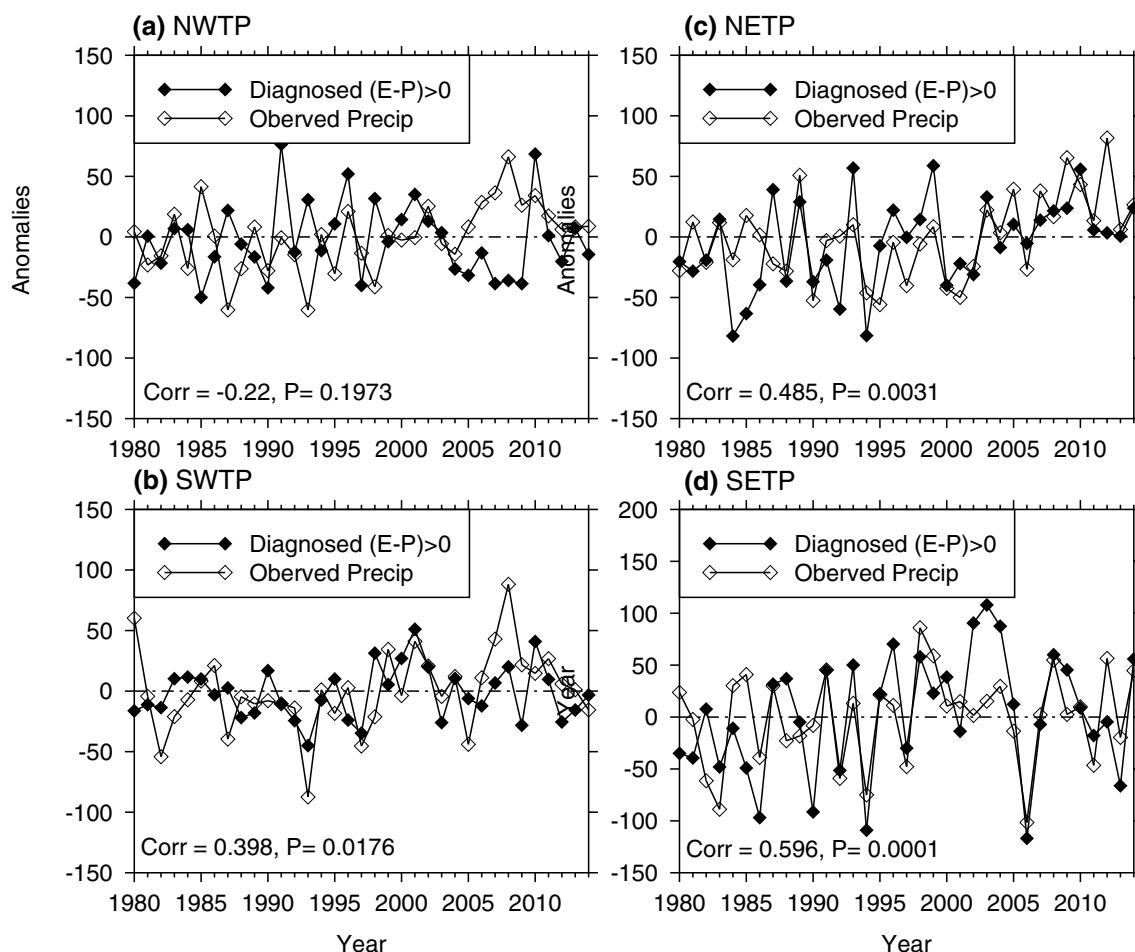 (a) NWTP
150
100
50
0
-50
-100
-150
Anomalies
Diagnosed (E-P)>0
Oberved Precip
Corr = -0.22, P= 0.1973
1980 1985 1990 1995 2000 2005 2010
(c) NETP
150
100
50
0
-50
-100
-150
Anomalies
Diagnosed (E-P)>0
Oberved Precip
Corr = 0.485, P= 0.0031
1980 1985 1990 1995 2000 2005 2010
(b) SWTP
150
100
50
0
-50
-100
-150
Diagnosed (E-P)>0
Oberved Precip
Corr = 0.398, P= 0.0176
1980 1985 1990 1995 2000 2005 2010
Year
(d) SETP
200
150
100
50
0
-50
-100
-150
Year
Diagnosed (E-P)>0
Oberved Precip
Corr = 0.596, P= 0.0001
1980 1985 1990 1995 2000 2005 2010
Year